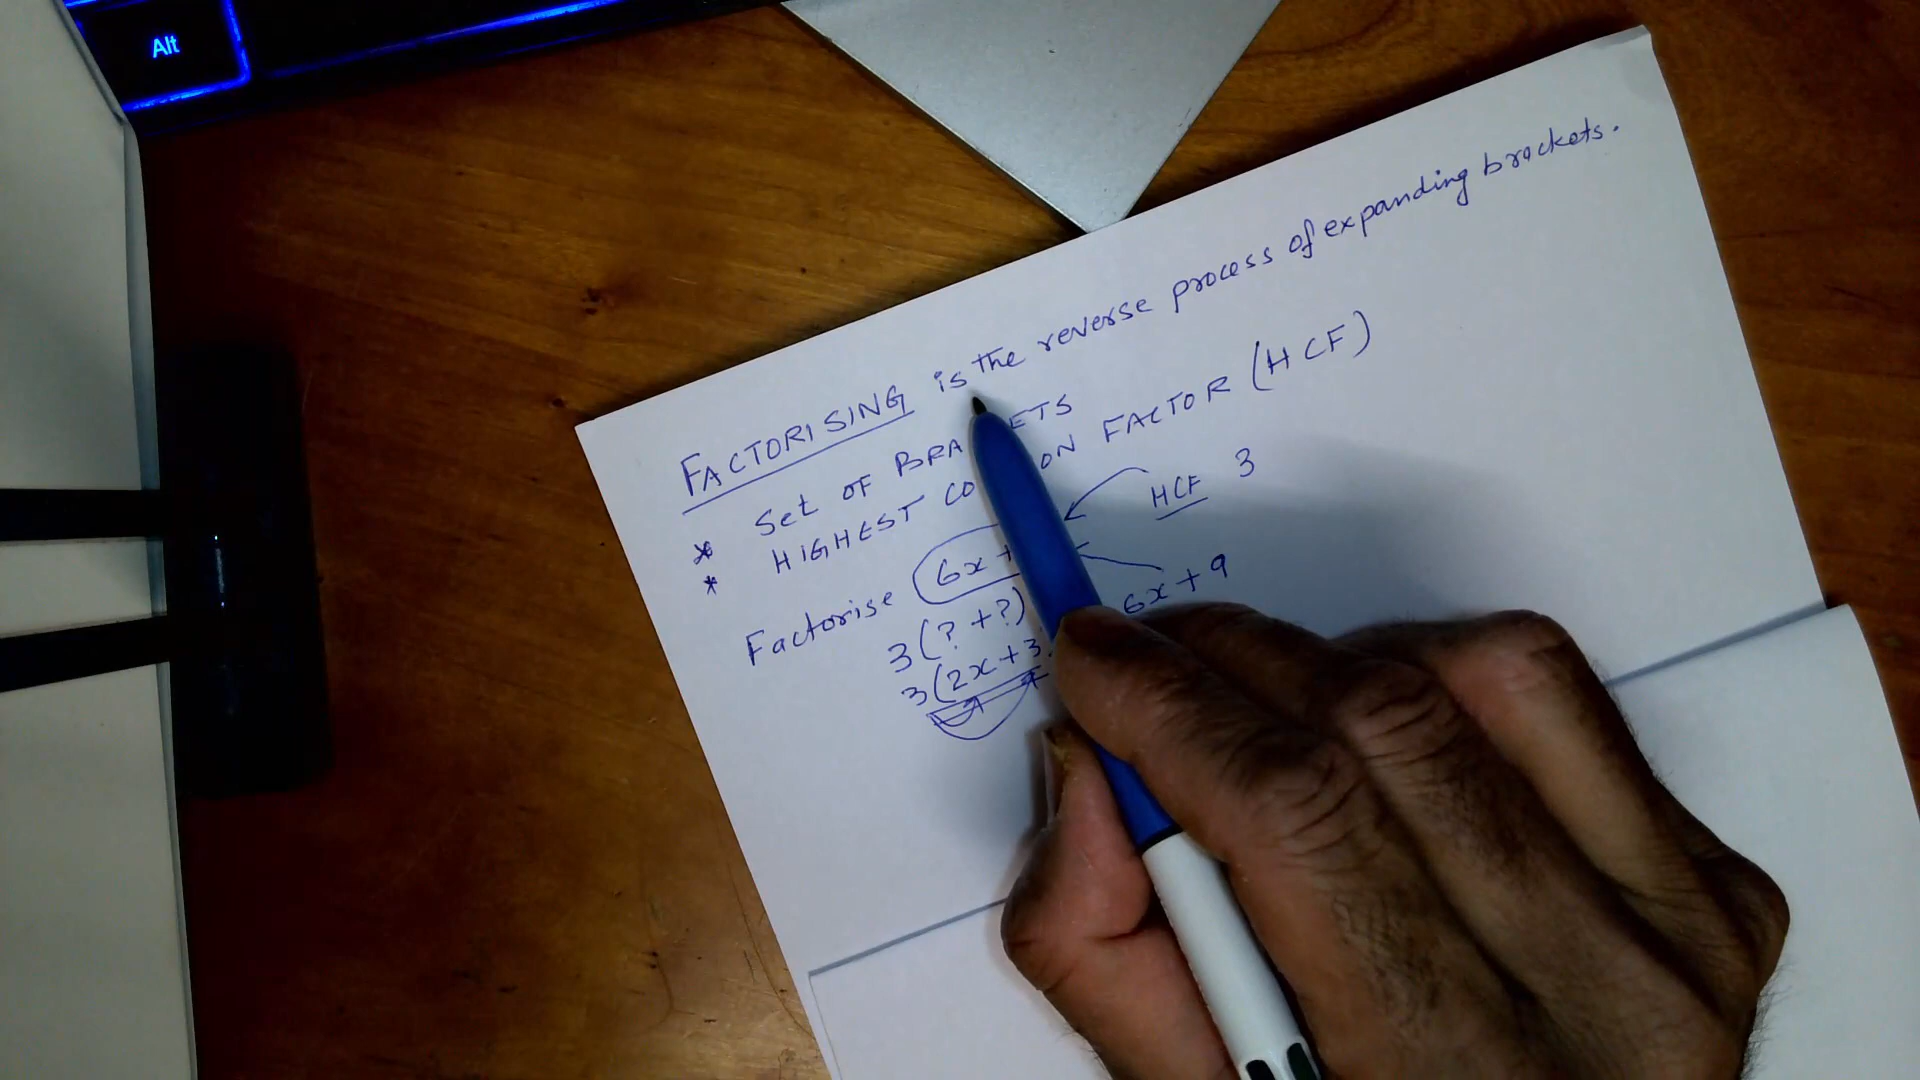 Alt
FACTORISING is the reverse process of expanding brackets.
* Set OF BRA ETS
* HIGHEST CO ON FACTOR (HCF)
HCF 3
Factorise 6x +
3(? +?) 6x + 9
3(2x+3